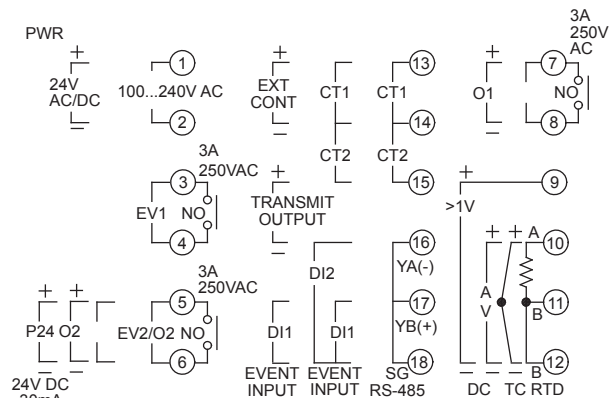 PWR
3A
250V
AC
+
1
+
13
+
7
24V
AC/DC
100...240V AC
EXT
CONT
CT1
CT1
O1
NO
–
2
–
14
–
8
3A
250VAC
CT2
CT2
3
+
15
+
9
EV1
NO
TRANSMIT
OUTPUT
>1V
4
–
16
+
+
A
10
3A
250VAC
DI2
YA(-)
+
+
5
17
A
V
B
11
P24
O2
EV2/O2
NO
DI1
DI1
YB(+)
–
–
6
18
–
–
–
B
12
24V DC
EVENT
INPUT
EVENT
INPUT
SG
RS-485
DC
TC
RTD